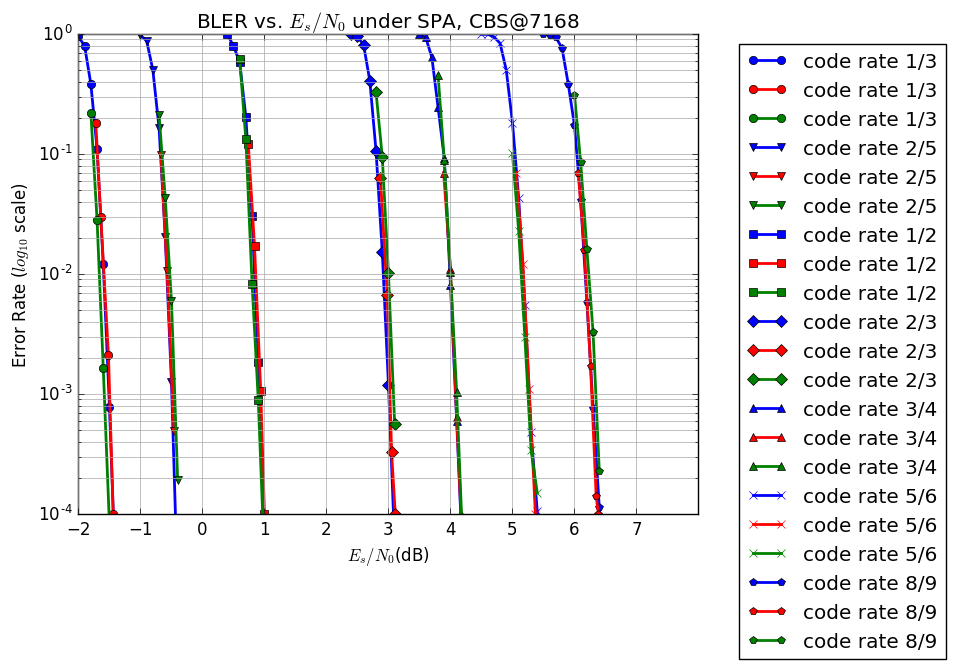 BLER vs. $E_s/N_0$ under SPA, CBS@7168
Error Rate ($log_{10}$ scale)
10^0
10^{-1}
10^{-2}
10^{-3}
10^{-4}
−2 −1 0 1 2 3 4 5 6 7
$E_s/N_0$(dB)
code rate 1/3
code rate 1/3
code rate 1/3
code rate 2/5
code rate 2/5
code rate 2/5
code rate 1/2
code rate 1/2
code rate 1/2
code rate 2/3
code rate 2/3
code rate 2/3
code rate 3/4
code rate 3/4
code rate 3/4
code rate 5/6
code rate 5/6
code rate 5/6
code rate 8/9
code rate 8/9
code rate 8/9